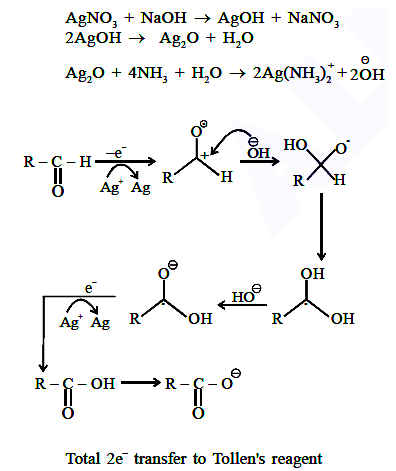 AgNO₃ + NaOH → AgOH + NaNO₃
2AgOH → Ag₂O + H₂O
Ag₂O + 4NH₃ + H₂O → 2Ag(NH₃)₂⁺ + 2OH⊖
R – C – H –e⁻ O⊕ ⊖OH HO O·
O Ag⁺ Ag R + H R H
OH
O⊖ HO⊖
e⁻ R OH R OH
Ag⁺ Ag
R – C – OH → R – C – O⊖
O O
Total 2e⁻ transfer to Tollen's reagent